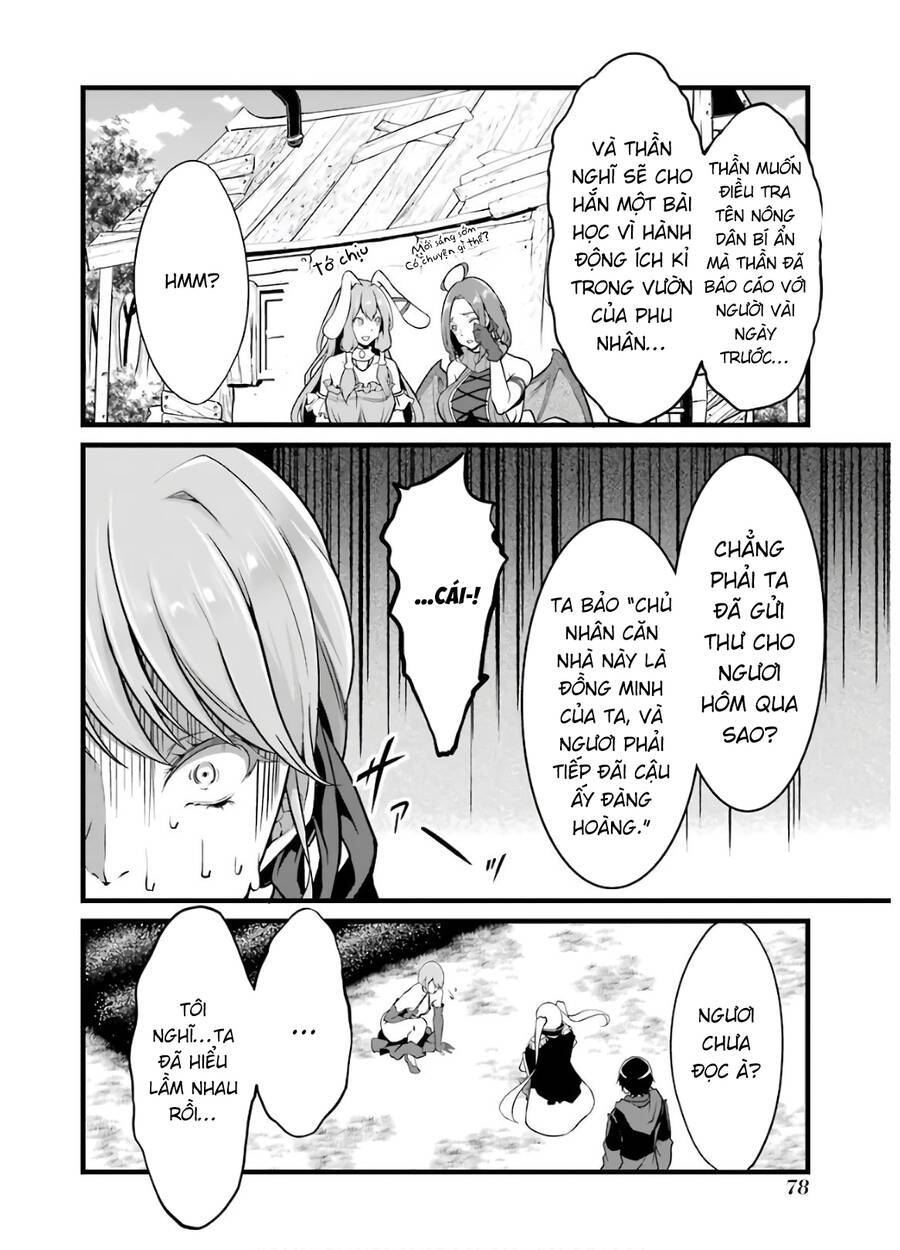 THẦN MUỐN
ĐIỀU TRA
TÊN NÔNG
DÂN BÍ ẨN
MÀ THẦN ĐÃ
BÁO CÁO VỚI
NGƯỜI VÀI
NGÀY
TRƯỚC...
VÀ THẦN
NGHĨ SẼ CHO
HẮN MỘT BÀI
HỌC VÌ HÀNH
ĐỘNG ÍCH KỈ
TRONG VƯỜN
CỦA PHU
NHÂN...
Mới sáng sớm
Có chuyện gì thế?
Tớ chịu
HMM?
CHẲNG
PHẢI TA
ĐÃ GỬI
THƯ CHO
NGƯƠI
HÔM QUA
SAO?
TA BẢO "CHỦ
NHÂN CĂN
NHÀ NÀY LÀ
ĐỒNG MINH
CỦA TA, VÀ
NGƯƠI PHẢI
TIẾP ĐÃI CẬU
ẤY ĐÀNG
HOÀNG."
...CÁI-!
NGƯƠI
CHƯA
ĐỌC À?
...
TÔI
NGHĨ...TA
ĐÃ HIỂU
LẦM NHAU
RỒI...
78